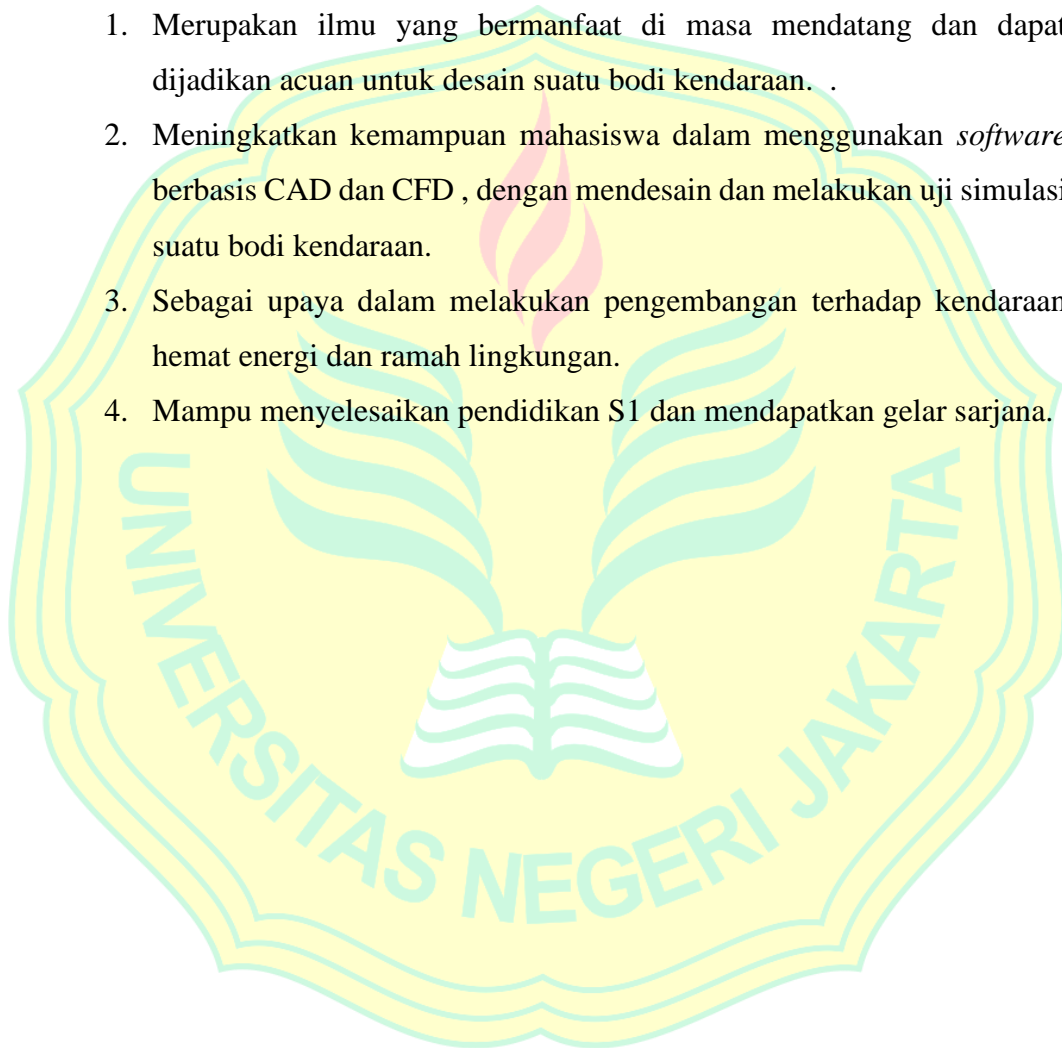 1. Merupakan ilmu yang bermanfaat di masa mendatang dan dapat
dijadikan acuan untuk desain suatu bodi kendaraan. .
2. Meningkatkan kemampuan mahasiswa dalam menggunakan software
berbasis CAD dan CFD , dengan mendesain dan melakukan uji simulasi
suatu bodi kendaraan.
3. Sebagai upaya dalam melakukan pengembangan terhadap kendaraan
hemat energi dan ramah lingkungan.
4. Mampu menyelesaikan pendidikan S1 dan mendapatkan gelar sarjana.
UNIVERSITAS NEGERI JAKARTA